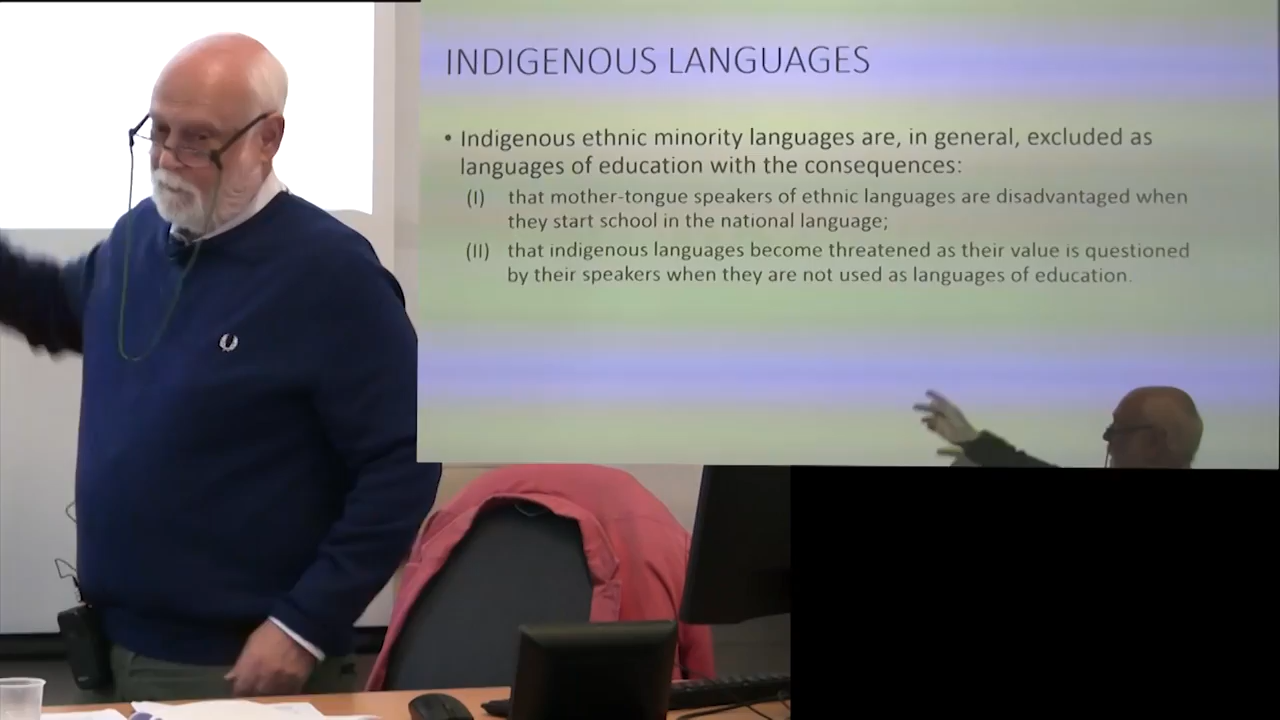 INDIGENOUS LANGUAGES
• Indigenous ethnic minority languages are, in general, excluded as
languages of education with the consequences:
(I) that mother-tongue speakers of ethnic languages are disadvantaged when
they start school in the national language;
(II) that indigenous languages become threatened as their value is questioned
by their speakers when they are not used as languages of education.